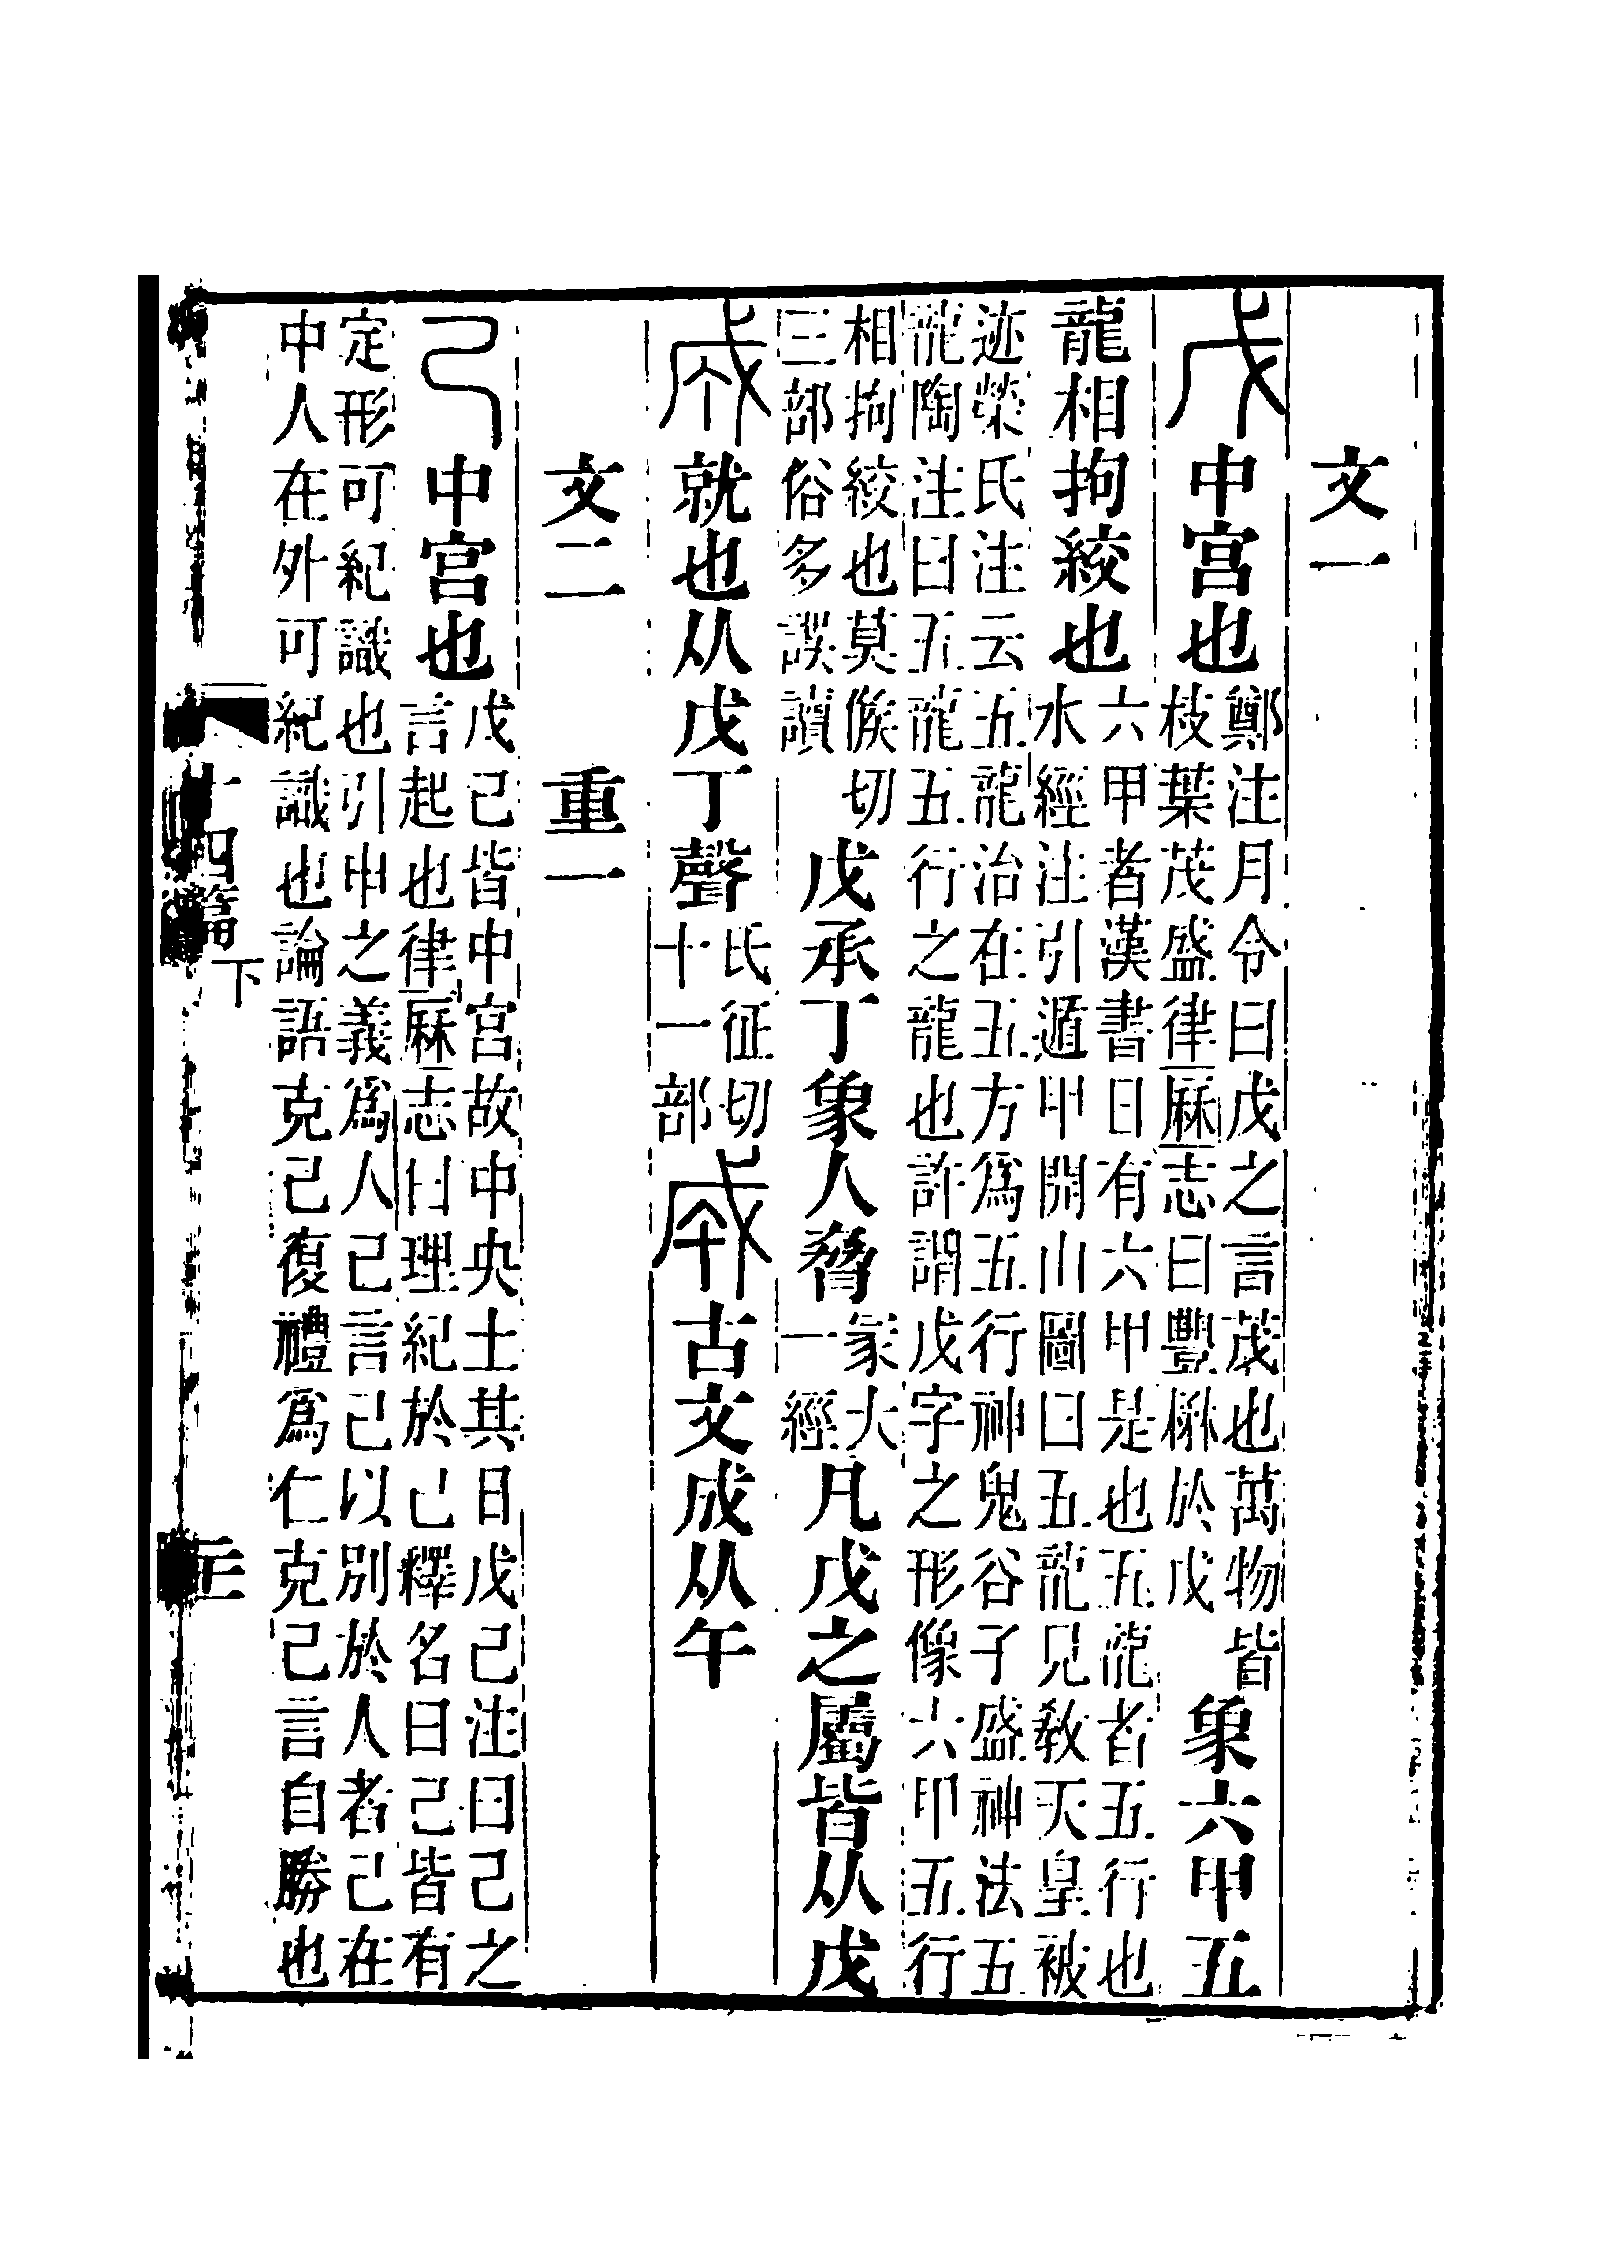 文一
戊中宮也鄭注月令曰戊之言茂也萬物皆枝葉茂盛律厤志曰豐楙於戊象六甲五
龍相拘絞也六甲者漢書日有六甲是也五龍者五行也水經注引遁甲開山圖曰五龍見敎天皇被
迹榮氏注云五龍治在五方爲五行神鬼谷子盛神法五龍陶注曰五龍五行之龍也許謂戊字之形像六甲五行
相拘絞也莫候切三部俗多誤讀戊承丁象人脅冡大一經凡戊之屬皆从戊
成就也从戊丁聲氏征切十一部成古文成从午
文二　重一
己中宮也戊己皆中宮故中央土其日戊己注曰己之言起也律厤志曰理紀於己釋名曰己皆有
定形可紀識也引申之義爲人己言己以別於人者己在中人在外可紀識也論語克己復禮爲仁克己言自勝也
十四篇下